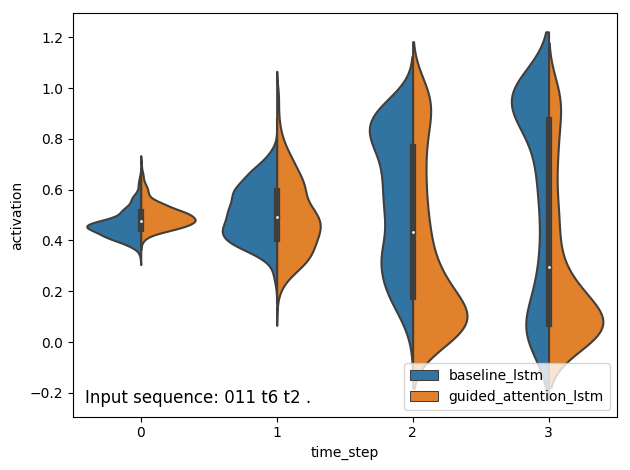 1.2
1.0
0.8
0.6
0.4
0.2
0.0
−0.2
activation
Input sequence: 011 t6 t2 .
baseline_lstm
guided_attention_lstm
0 1 2 3
time_step